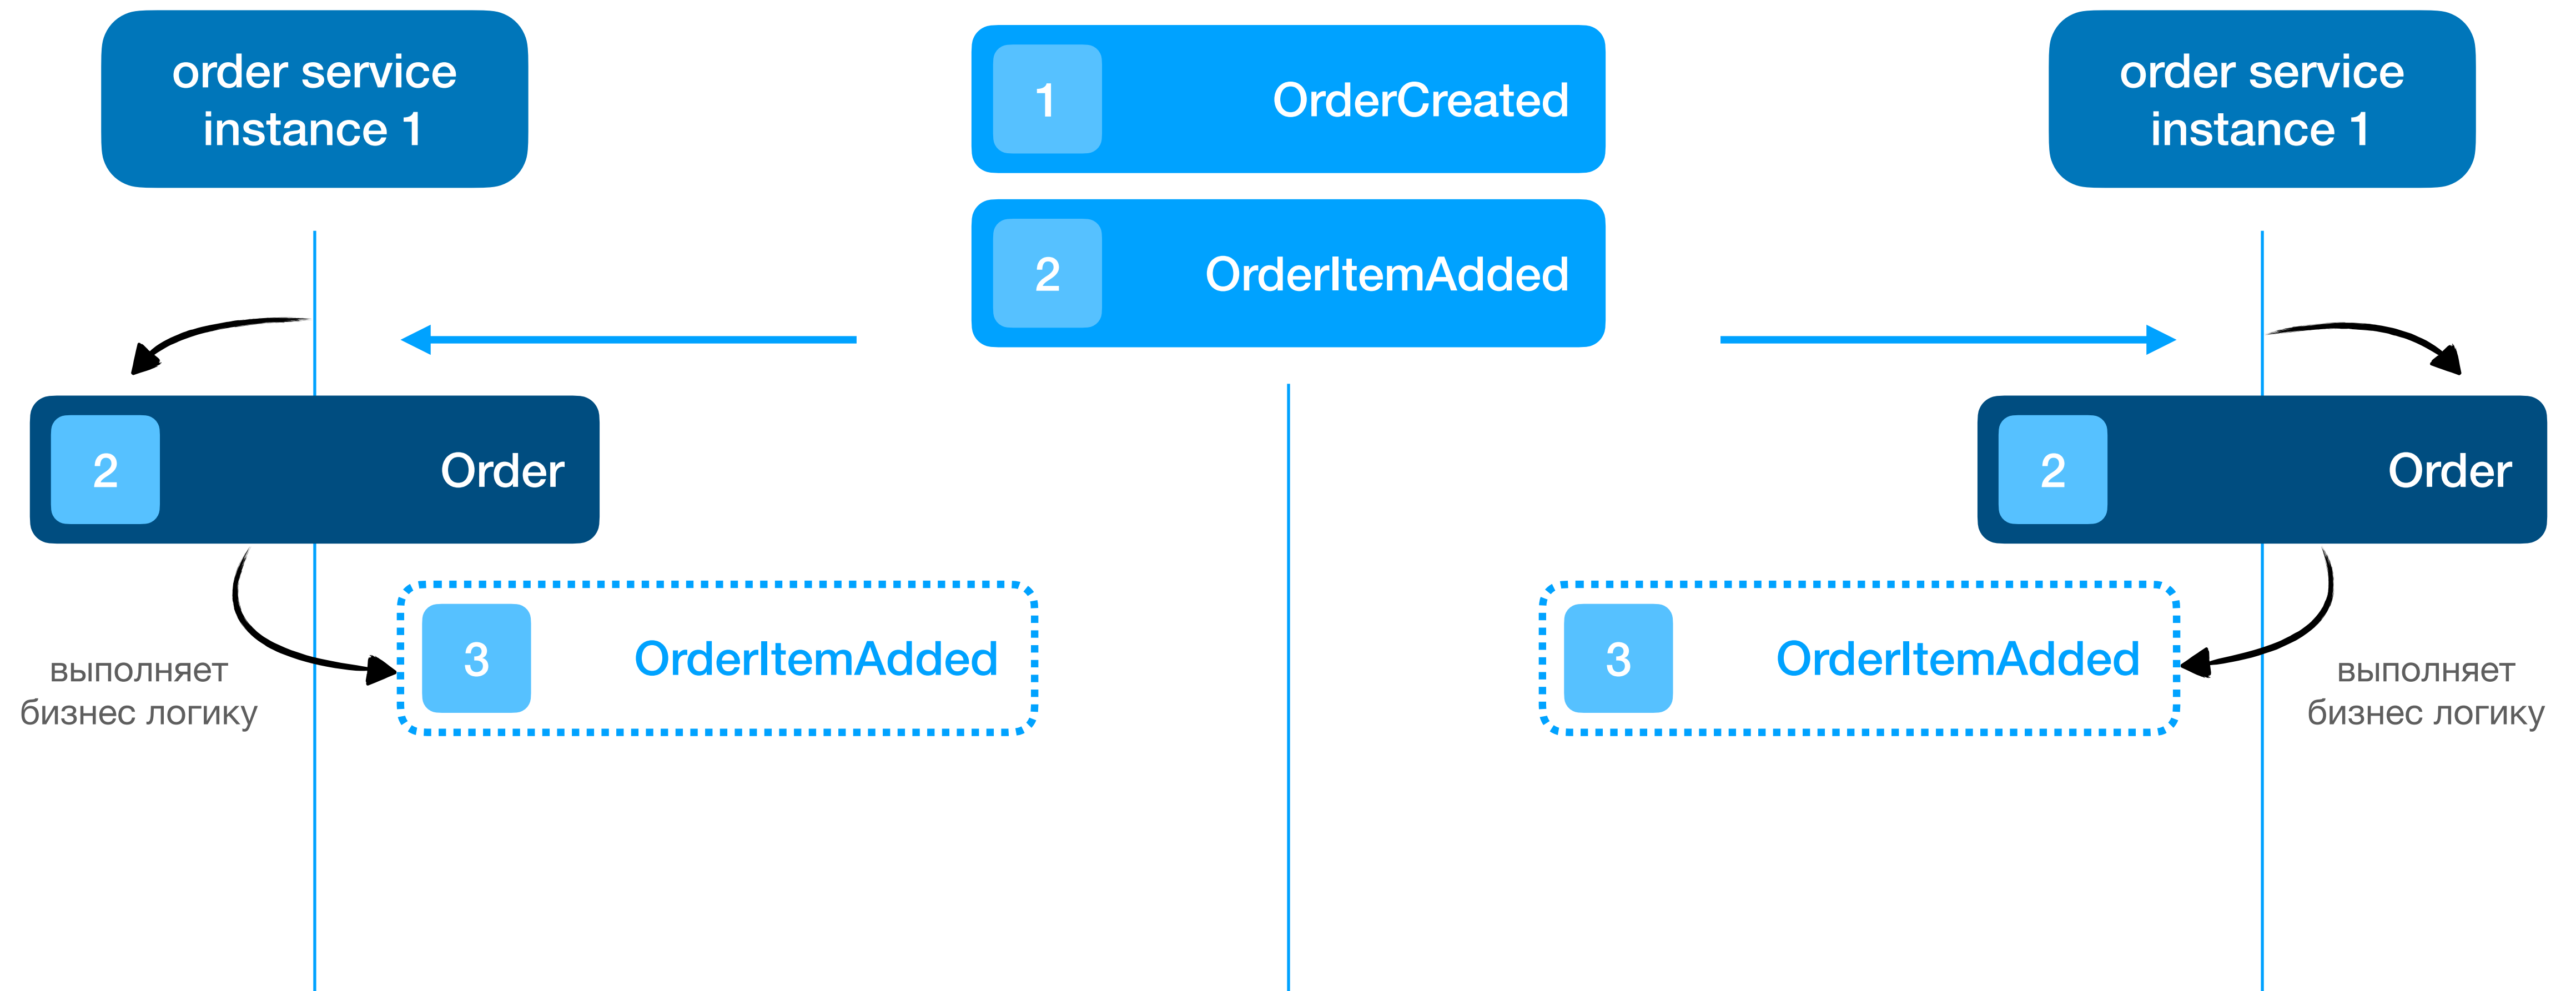 order service
instance 1
1
OrderCreated
order service
instance 1
2
OrderItemAdded
2
Order
2
Order
3
OrderItemAdded
3
OrderItemAdded
выполняет
бизнес логику
выполняет
бизнес логику